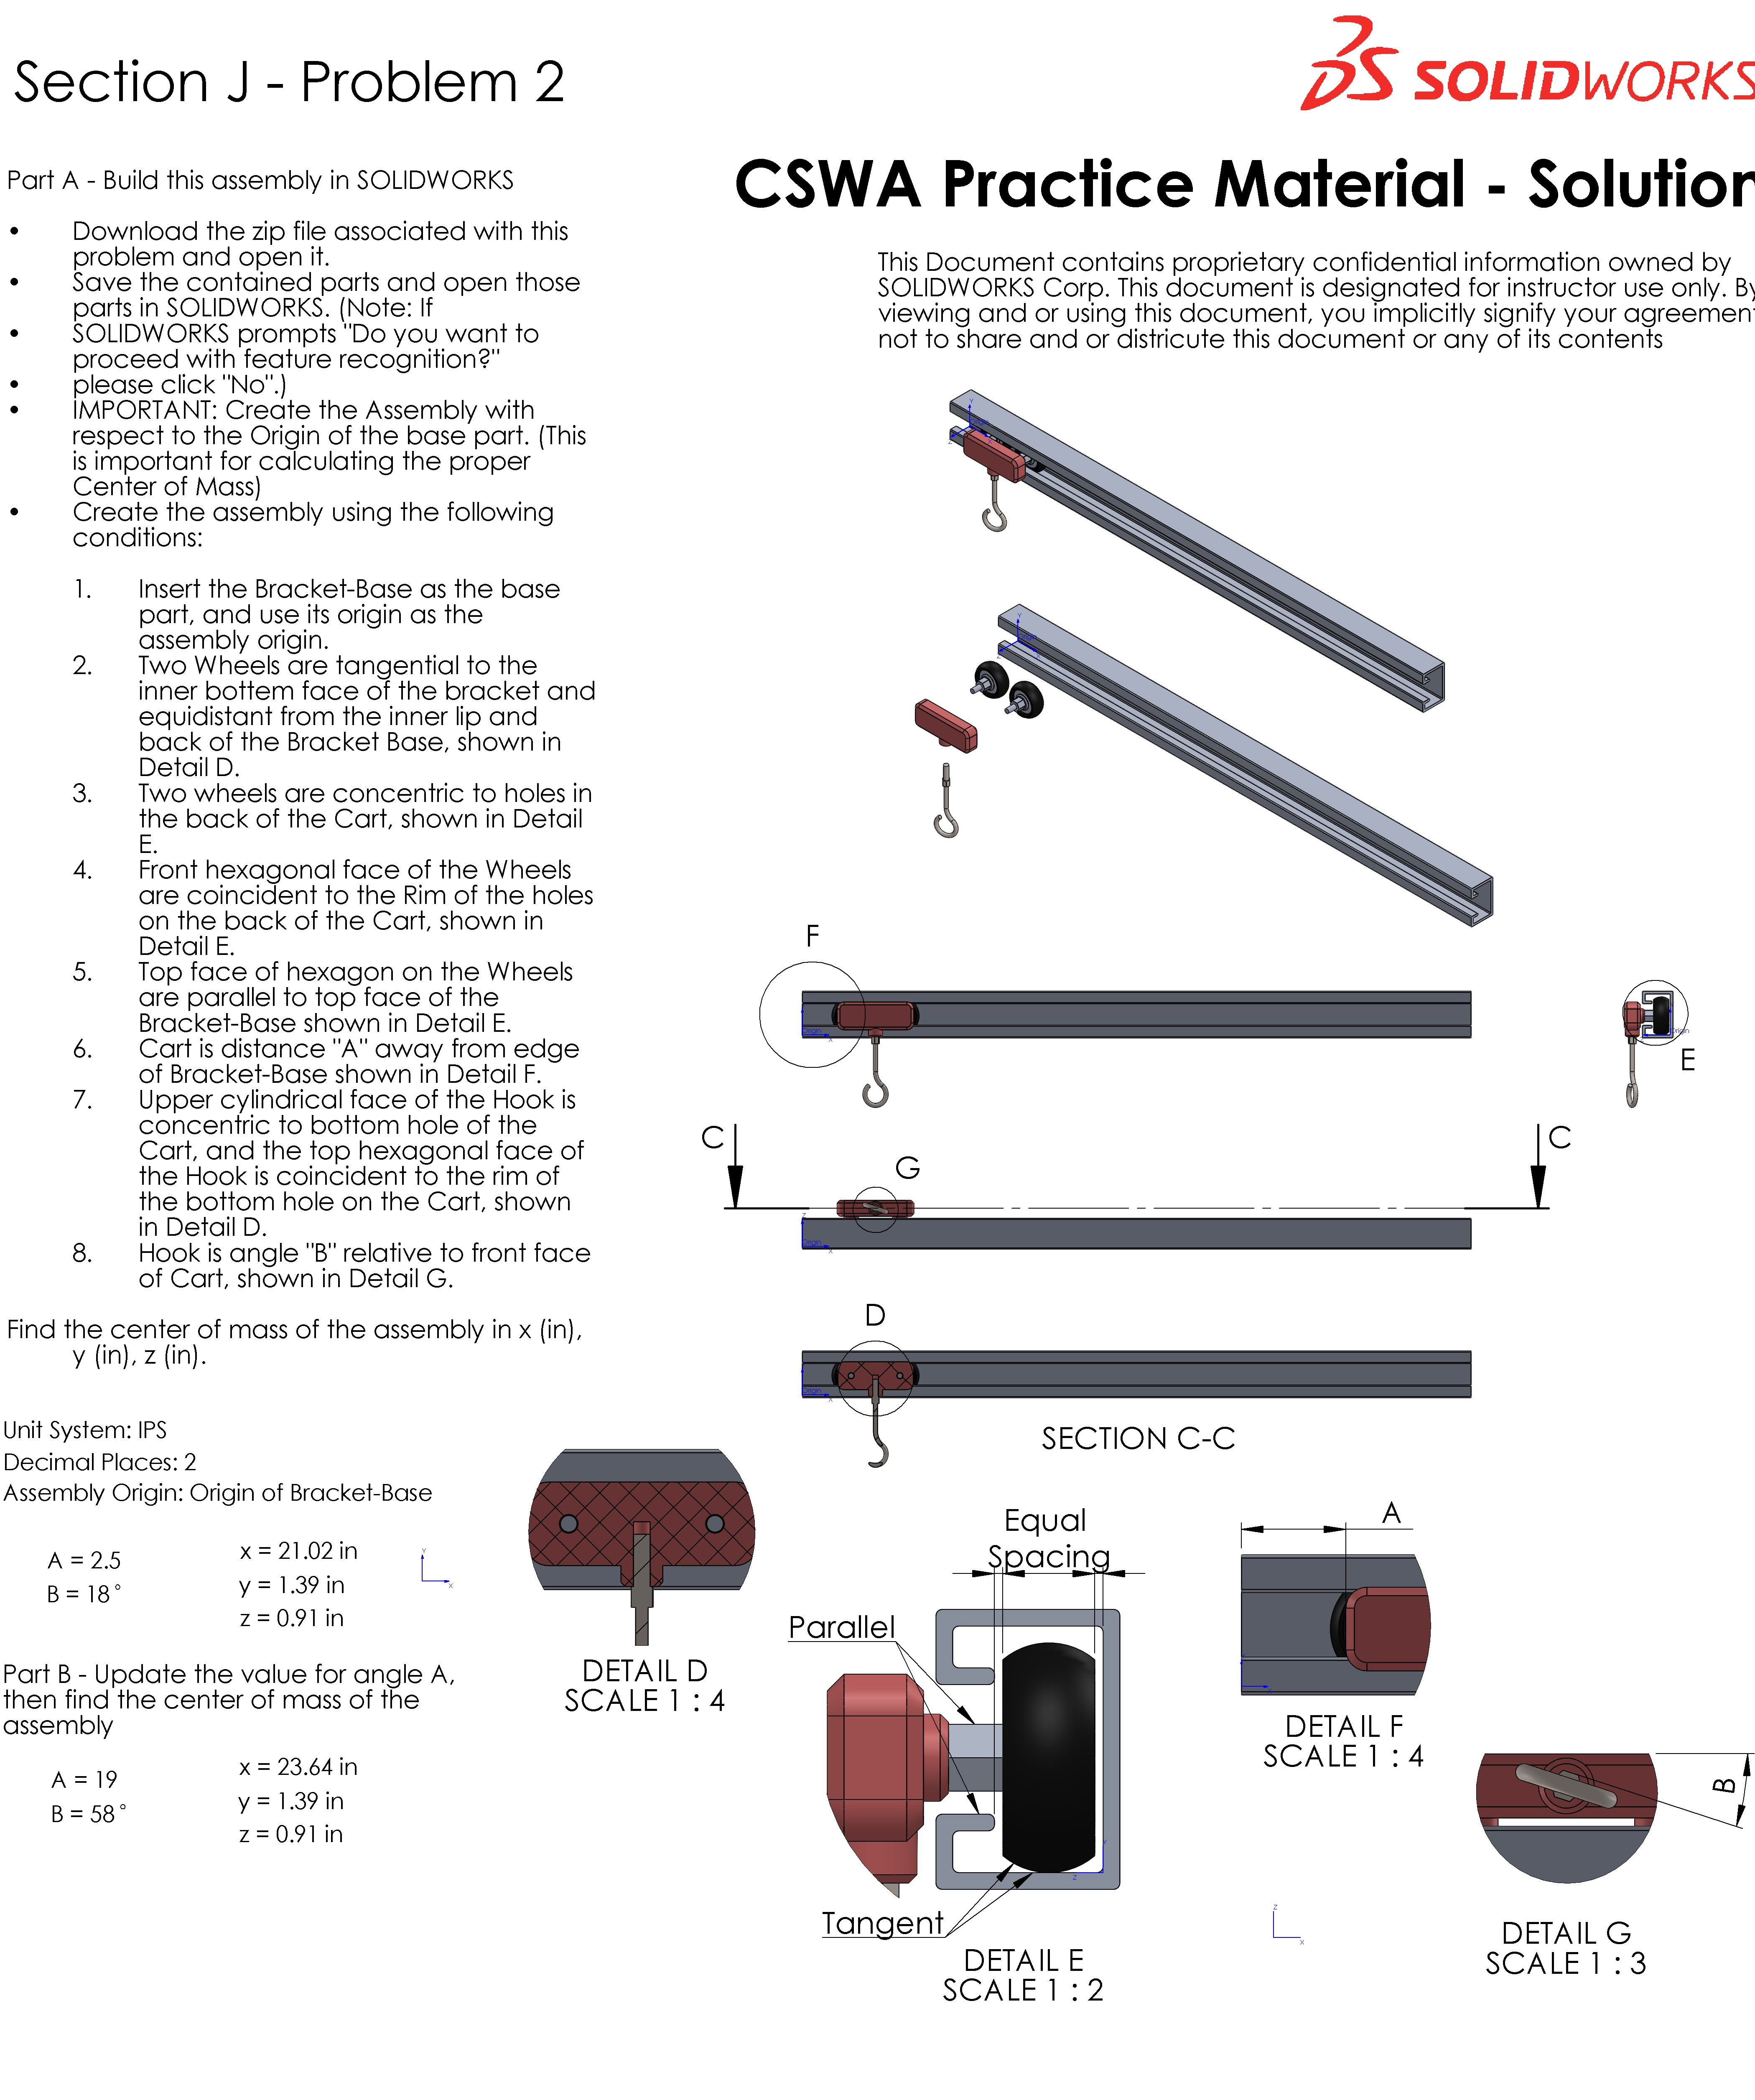 Section J - Problem 2
SOLIDWORKS
CSWA Practice Material - Solution
This Document contains proprietary confidential information owned by
SOLIDWORKS Corp. This document is designated for instructor use only. By
viewing and or using this document, you implicitly signify your agreement
not to share and or districute this document or any of its contents
Part A - Build this assembly in SOLIDWORKS
• Download the zip file associated with this
problem and open it.
• Save the contained parts and open those
parts in SOLIDWORKS. (Note: If
• SOLIDWORKS prompts "Do you want to
proceed with feature recognition?"
• please click "No".)
• IMPORTANT: Create the Assembly with
respect to the Origin of the base part. (This
is important for calculating the proper
Center of Mass)
• Create the assembly using the following
conditions:
1. Insert the Bracket-Base as the base
part, and use its origin as the
assembly origin.
2. Two Wheels are tangential to the
inner bottem face of the bracket and
equidistant from the inner lip and
back of the Bracket Base, shown in
Detail D.
3. Two wheels are concentric to holes in
the back of the Cart, shown in Detail
E.
4. Front hexagonal face of the Wheels
are coincident to the Rim of the holes
on the back of the Cart, shown in
Detail E.
5. Top face of hexagon on the Wheels
are parallel to top face of the
Bracket-Base shown in Detail E.
6. Cart is distance "A" away from edge
of Bracket-Base shown in Detail F.
7. Upper cylindrical face of the Hook is
concentric to bottom hole of the
Cart, and the top hexagonal face of
the Hook is coincident to the rim of
the bottom hole on the Cart, shown
in Detail D.
8. Hook is angle "B" relative to front face
of Cart, shown in Detail G.
Find the center of mass of the assembly in x (in),
y (in), z (in).
Unit System: IPS
Decimal Places: 2
Assembly Origin: Origin of Bracket-Base
A = 2.5
B = 18°
x = 21.02 in
y = 1.39 in
z = 0.91 in
Part B - Update the value for angle A,
then find the center of mass of the
assembly
A = 19
B = 58°
x = 23.64 in
y = 1.39 in
z = 0.91 in
F
E
C
C
G
D
SECTION C-C
DETAIL D
SCALE 1 : 4
Equal
Spacing
Parallel
Tangent
DETAIL E
SCALE 1 : 2
A
DETAIL F
SCALE 1 : 4
B
DETAIL G
SCALE 1 : 3